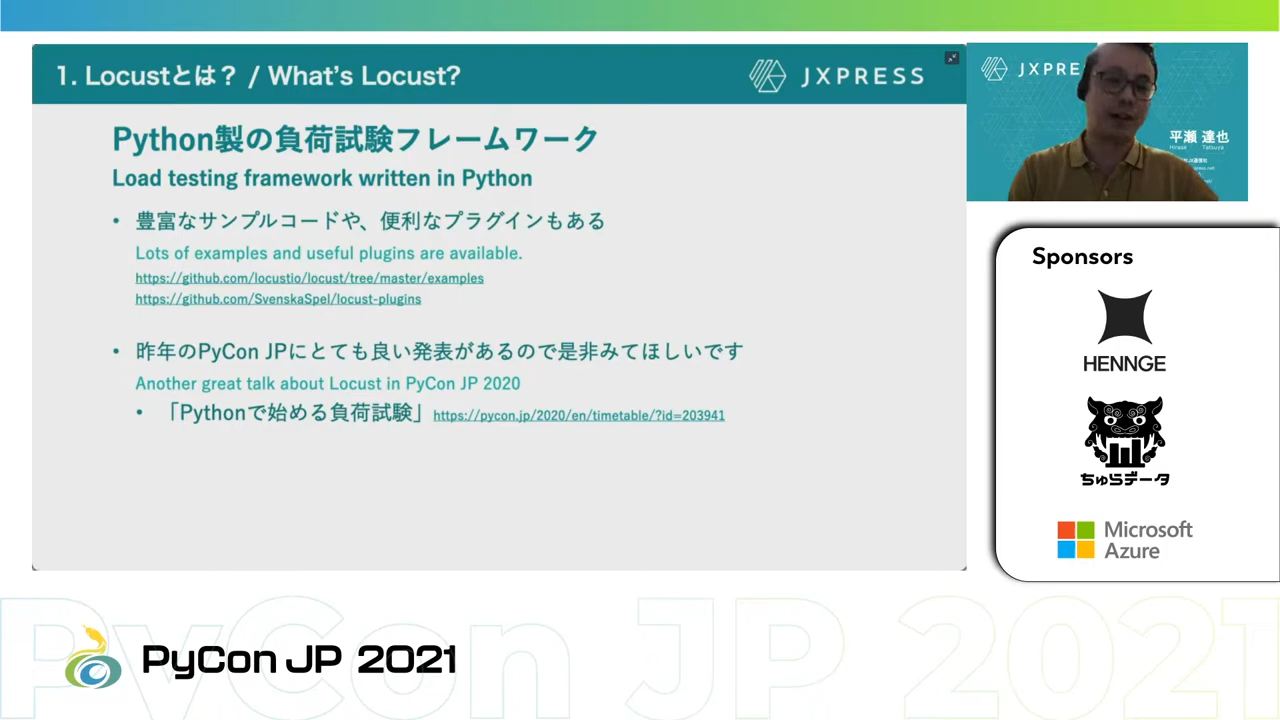 1. Locustとは? / What's Locust?
JXPRESS
Python製の負荷試験フレームワーク
Load testing framework written in Python
• 豊富なサンプルコードや、便利なプラグインもある
Lots of examples and useful plugins are available.
https://github.com/locustio/locust/tree/master/examples
https://github.com/SvenskaSpel/locust-plugins
• 昨年のPyCon JPにとても良い発表があるので是非みてほしいです
Another great talk about Locust in PyCon JP 2020
• 「Pythonで始める負荷試験」 https://pycon.jp/2020/en/timetable/?id=203941
JXPRE
平瀬 達也
Hirase Tatsuya
Sponsors
HENNGE
ちゅらデータ
Microsoft
Azure
PyCon JP 2021
PyCon JP 2021